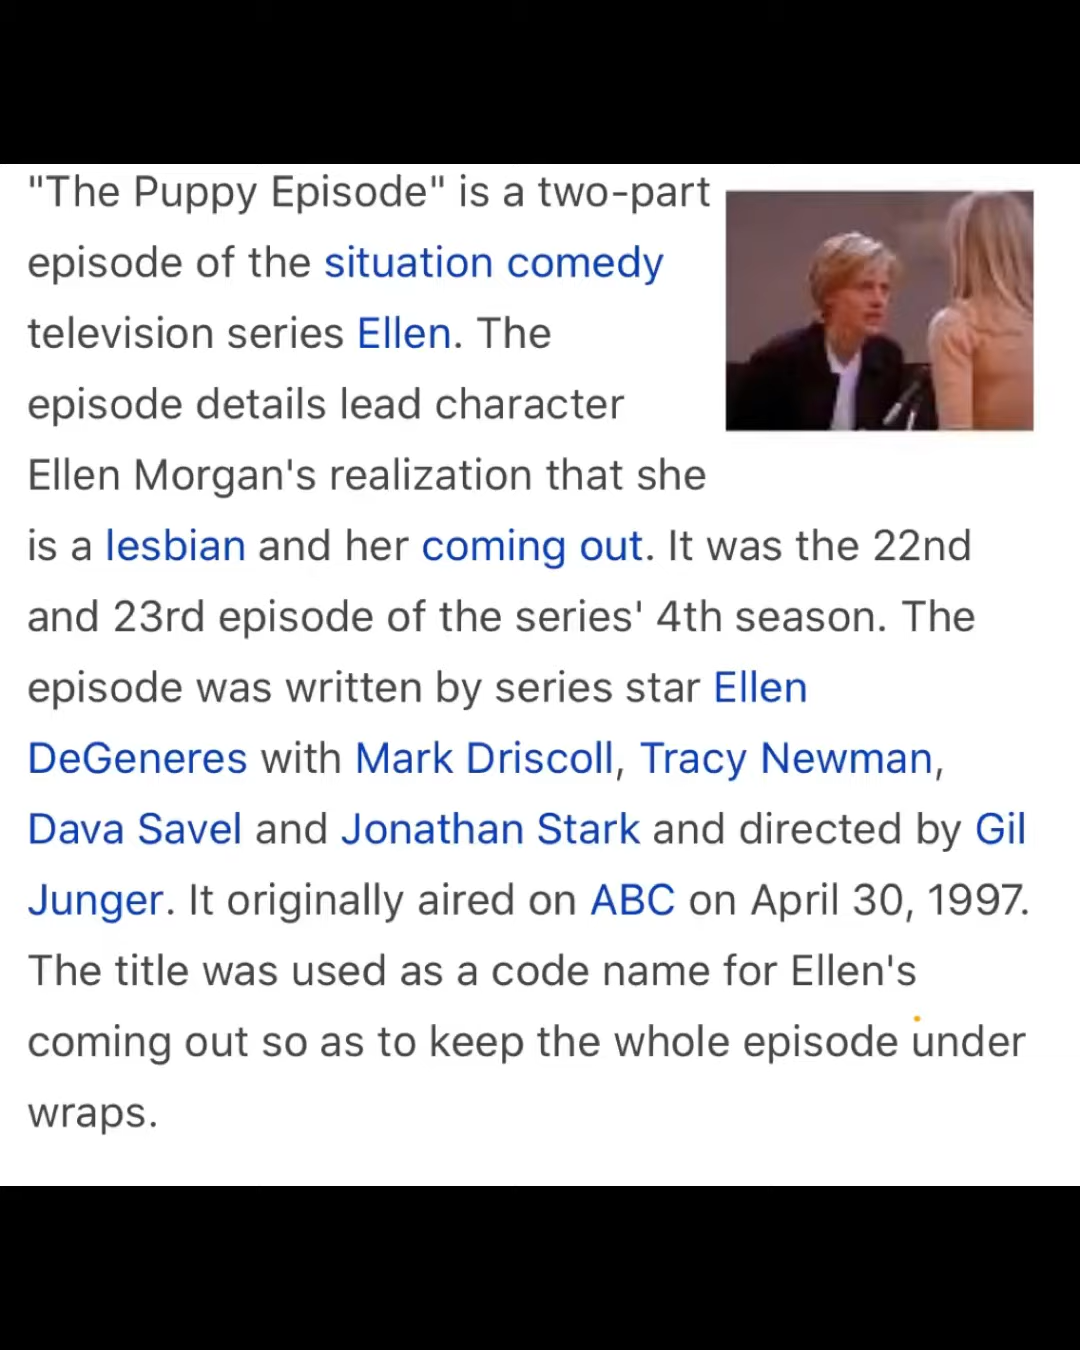 "The Puppy Episode" is a two-part
episode of the situation comedy
television series Ellen. The
episode details lead character
Ellen Morgan's realization that she
is a lesbian and her coming out. It was the 22nd
and 23rd episode of the series' 4th season. The
episode was written by series star Ellen
DeGeneres with Mark Driscoll, Tracy Newman,
Dava Savel and Jonathan Stark and directed by Gil
Junger. It originally aired on ABC on April 30, 1997.
The title was used as a code name for Ellen's
coming out so as to keep the whole episode under
wraps.